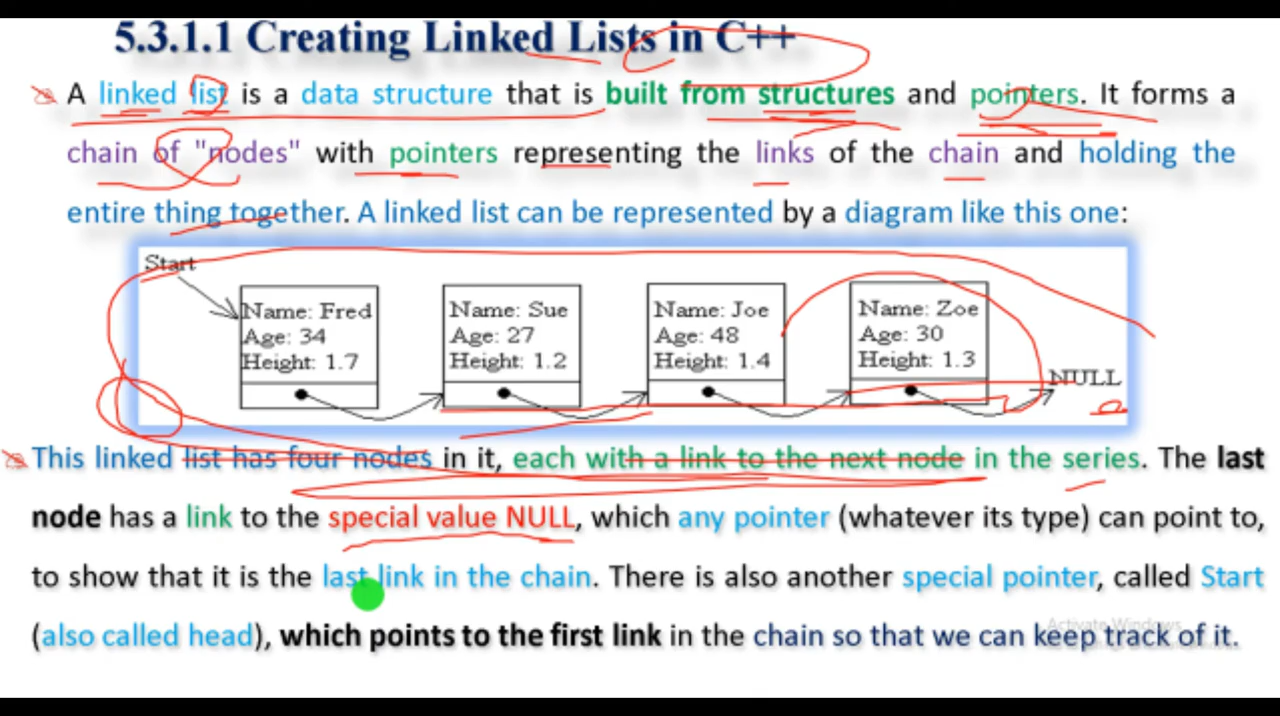 5.3.1.1 Creating Linked Lists in C++
A linked list is a data structure that is built from structures and pointers. It forms a
chain of "nodes" with pointers representing the links of the chain and holding the
entire thing together. A linked list can be represented by a diagram like this one:
Start
Name: Fred
Age: 34
Height: 1.7
Name: Sue
Age: 27
Height: 1.2
Name: Joe
Age: 48
Height: 1.4
Name: Zoe
Age: 30
Height: 1.3
NULL
This linked list has four nodes in it, each with a link to the next node in the series. The last
node has a link to the special value NULL, which any pointer (whatever its type) can point to,
to show that it is the last link in the chain. There is also another special pointer, called Start
(also called head), which points to the first link in the chain so that we can keep track of it.
Activate Windows